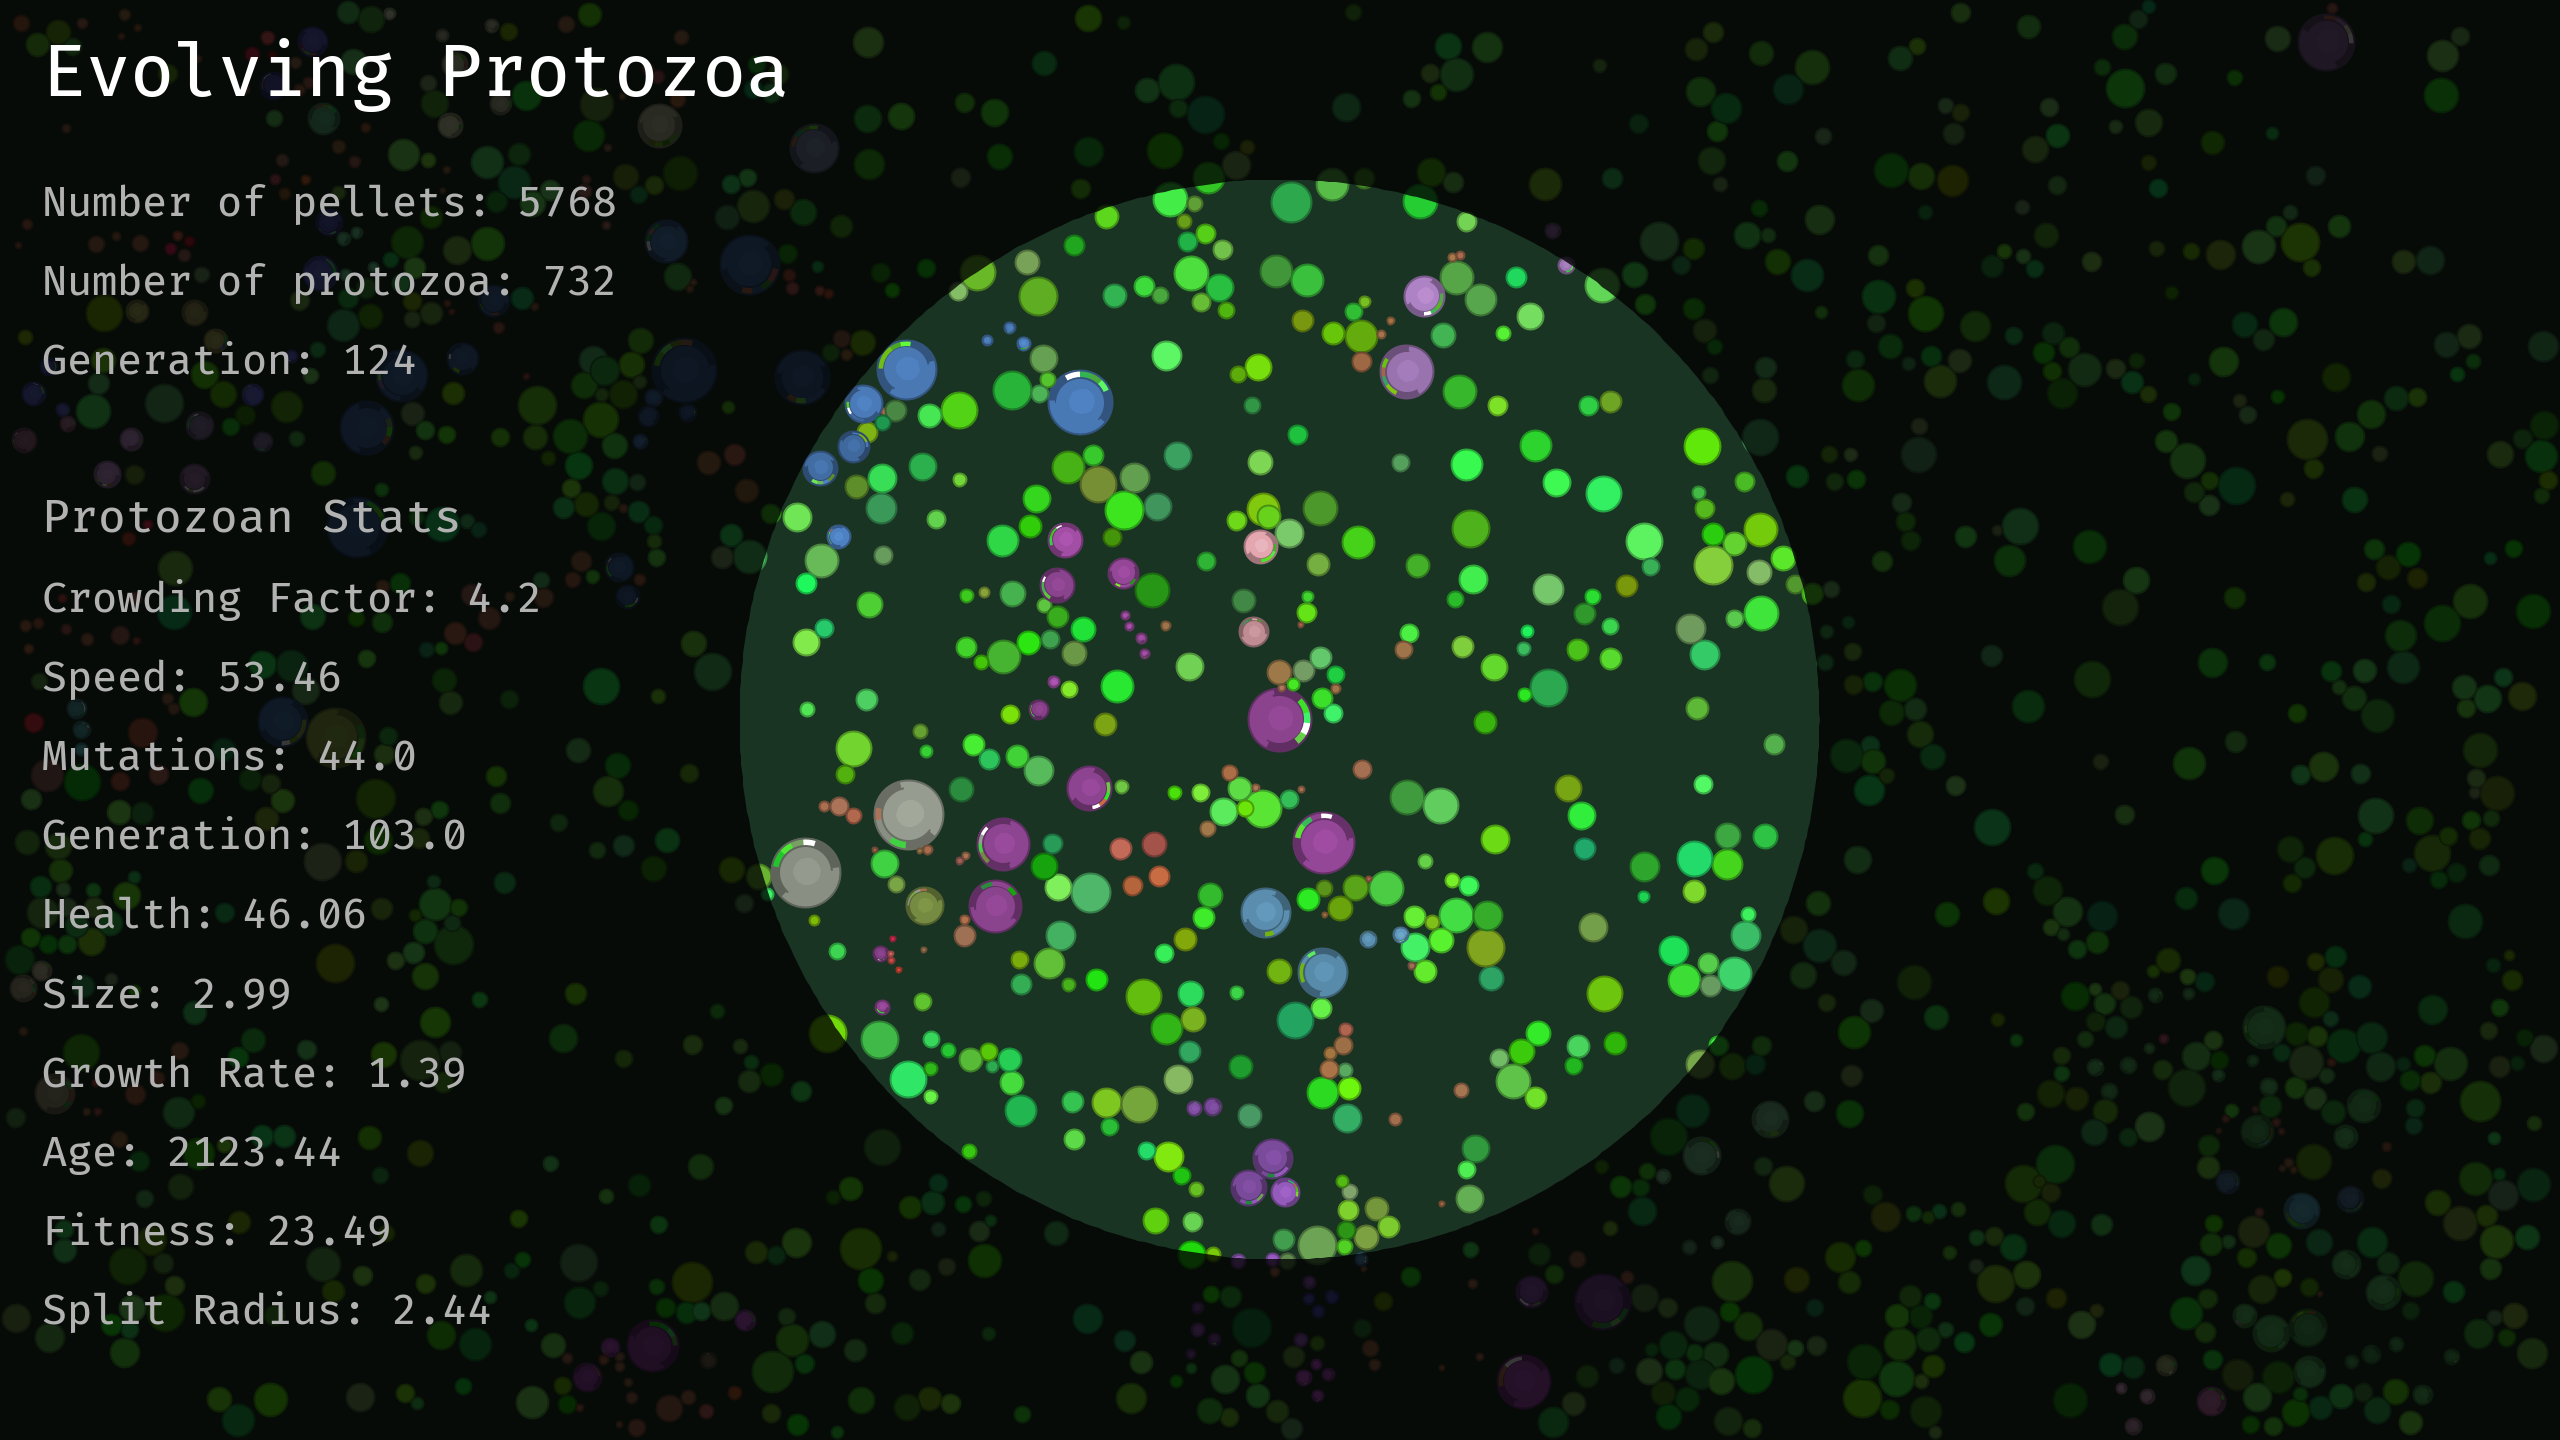 Evolving Protozoa
Number of pellets: 5768
Number of protozoa: 732
Generation: 124
Protozoan Stats
Crowding Factor: 4.2
Speed: 53.46
Mutations: 44.0
Generation: 103.0
Health: 46.06
Size: 2.99
Growth Rate: 1.39
Age: 2123.44
Fitness: 23.49
Split Radius: 2.44